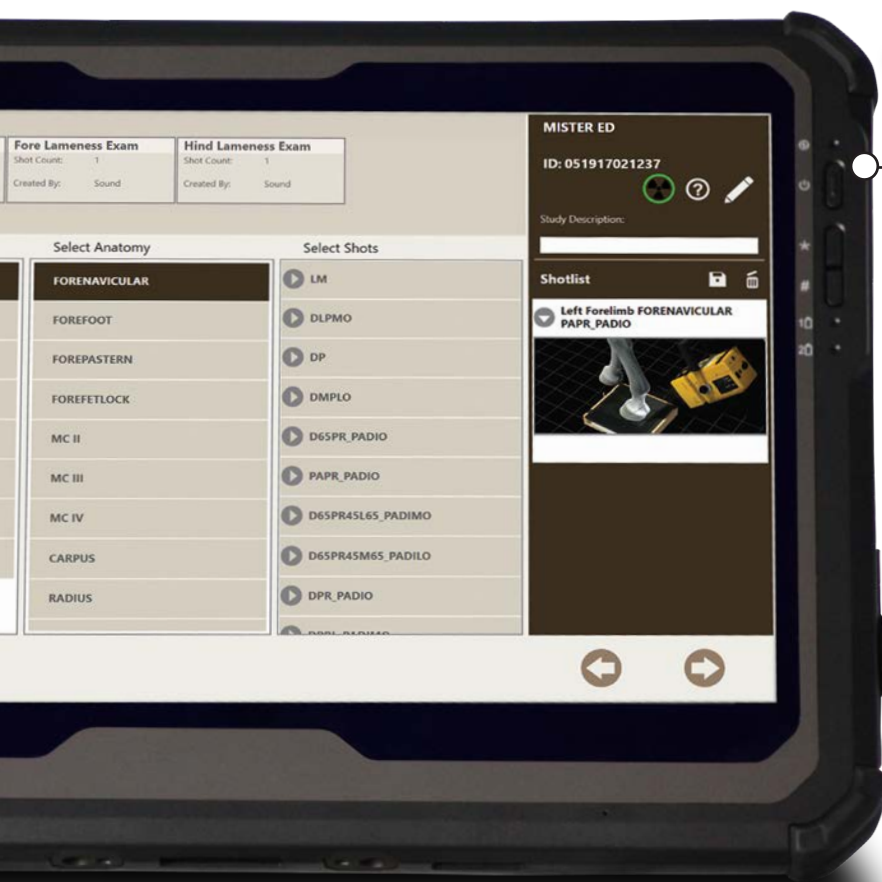 Fore Lameness Exam
Shot Count: 1
Created By: Sound
Hind Lameness Exam
Shot Count: 1
Created By: Sound
MISTER ED
ID: 051917021237
?
Study Description:
Shotlist
Left Forelimb FORENAVICULAR
PAPR_PADIO
Select Anatomy
FORENAVICULAR
FOREFOOT
FOREPASTERN
FOREFETLOCK
MC II
MC III
MC IV
CARPUS
RADIUS
Select Shots
LM
DLPMO
DP
DMPLO
D65PR_PADIO
PAPR_PADIO
D65PR45L65_PADIMO
D65PR45M65_PADILO
DPR_PADIO
#
1
2